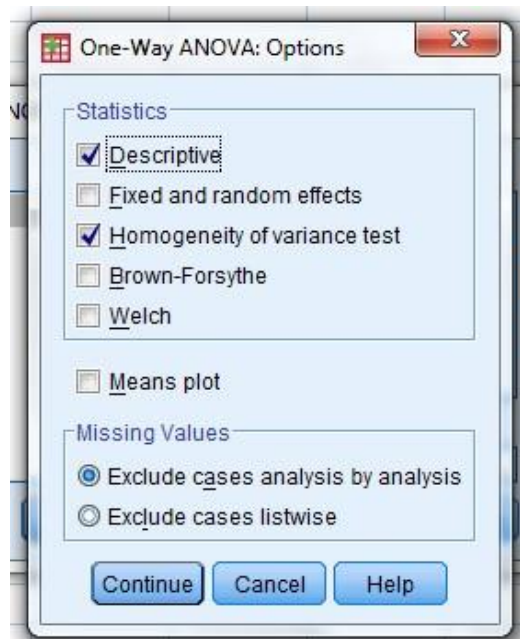 One-Way ANOVA: Options
Statistics
Descriptive
Fixed and random effects
Homogeneity of variance test
Brown-Forsythe
Welch
Means plot
Missing Values
Exclude cases analysis by analysis
Exclude cases listwise
Continue Cancel Help